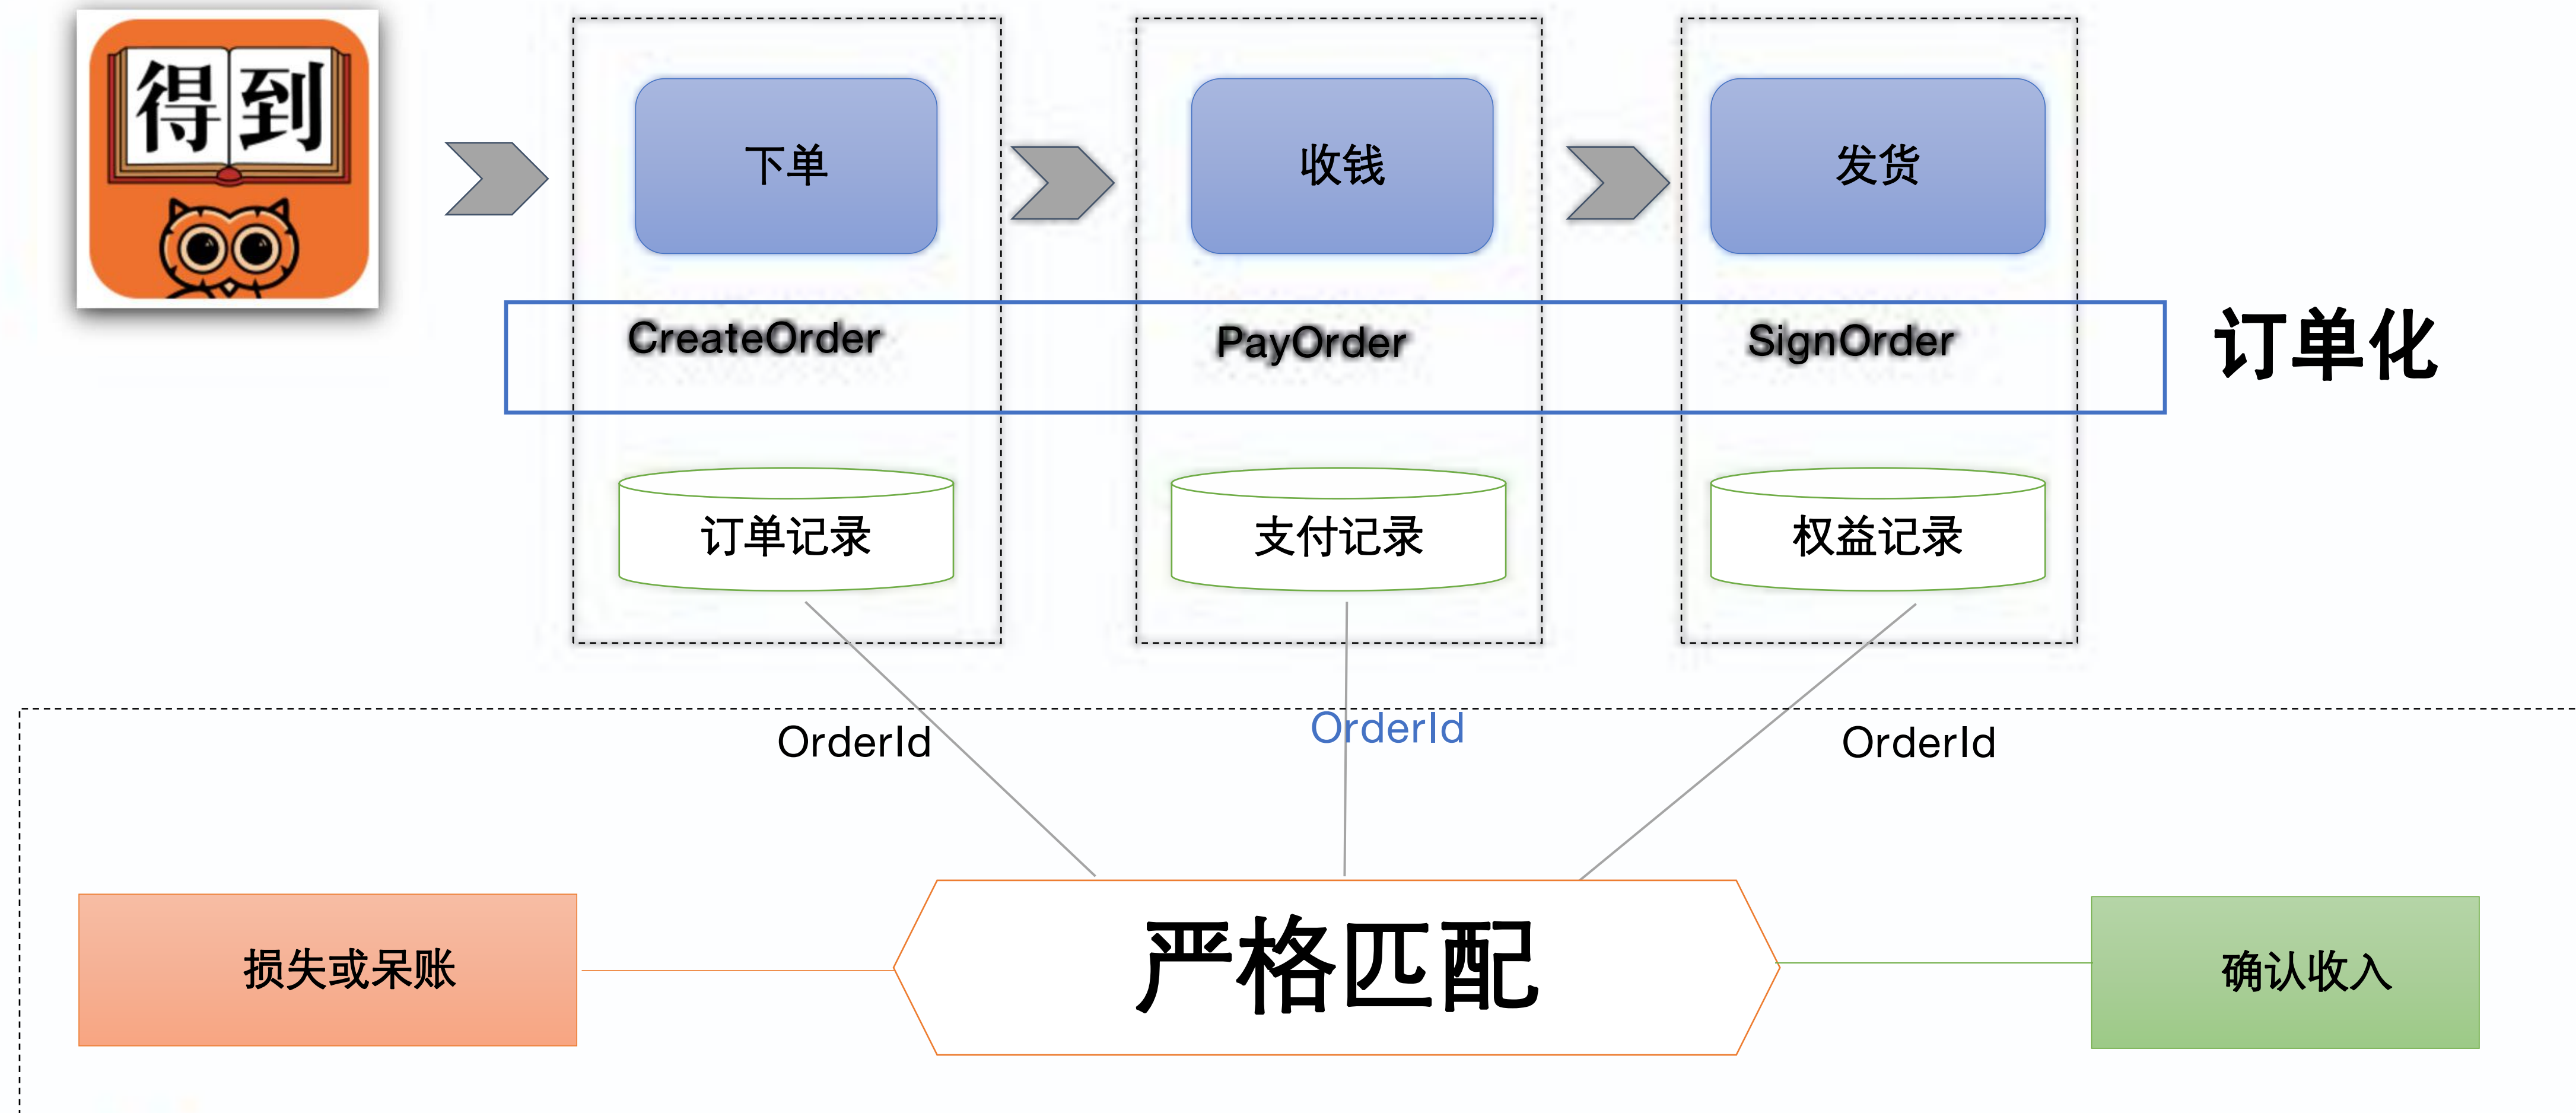 得到
下单
收钱
发货
CreateOrder
PayOrder
SignOrder
订单化
订单记录
支付记录
权益记录
OrderId
OrderId
OrderId
损失或呆账
严格匹配
确认收入